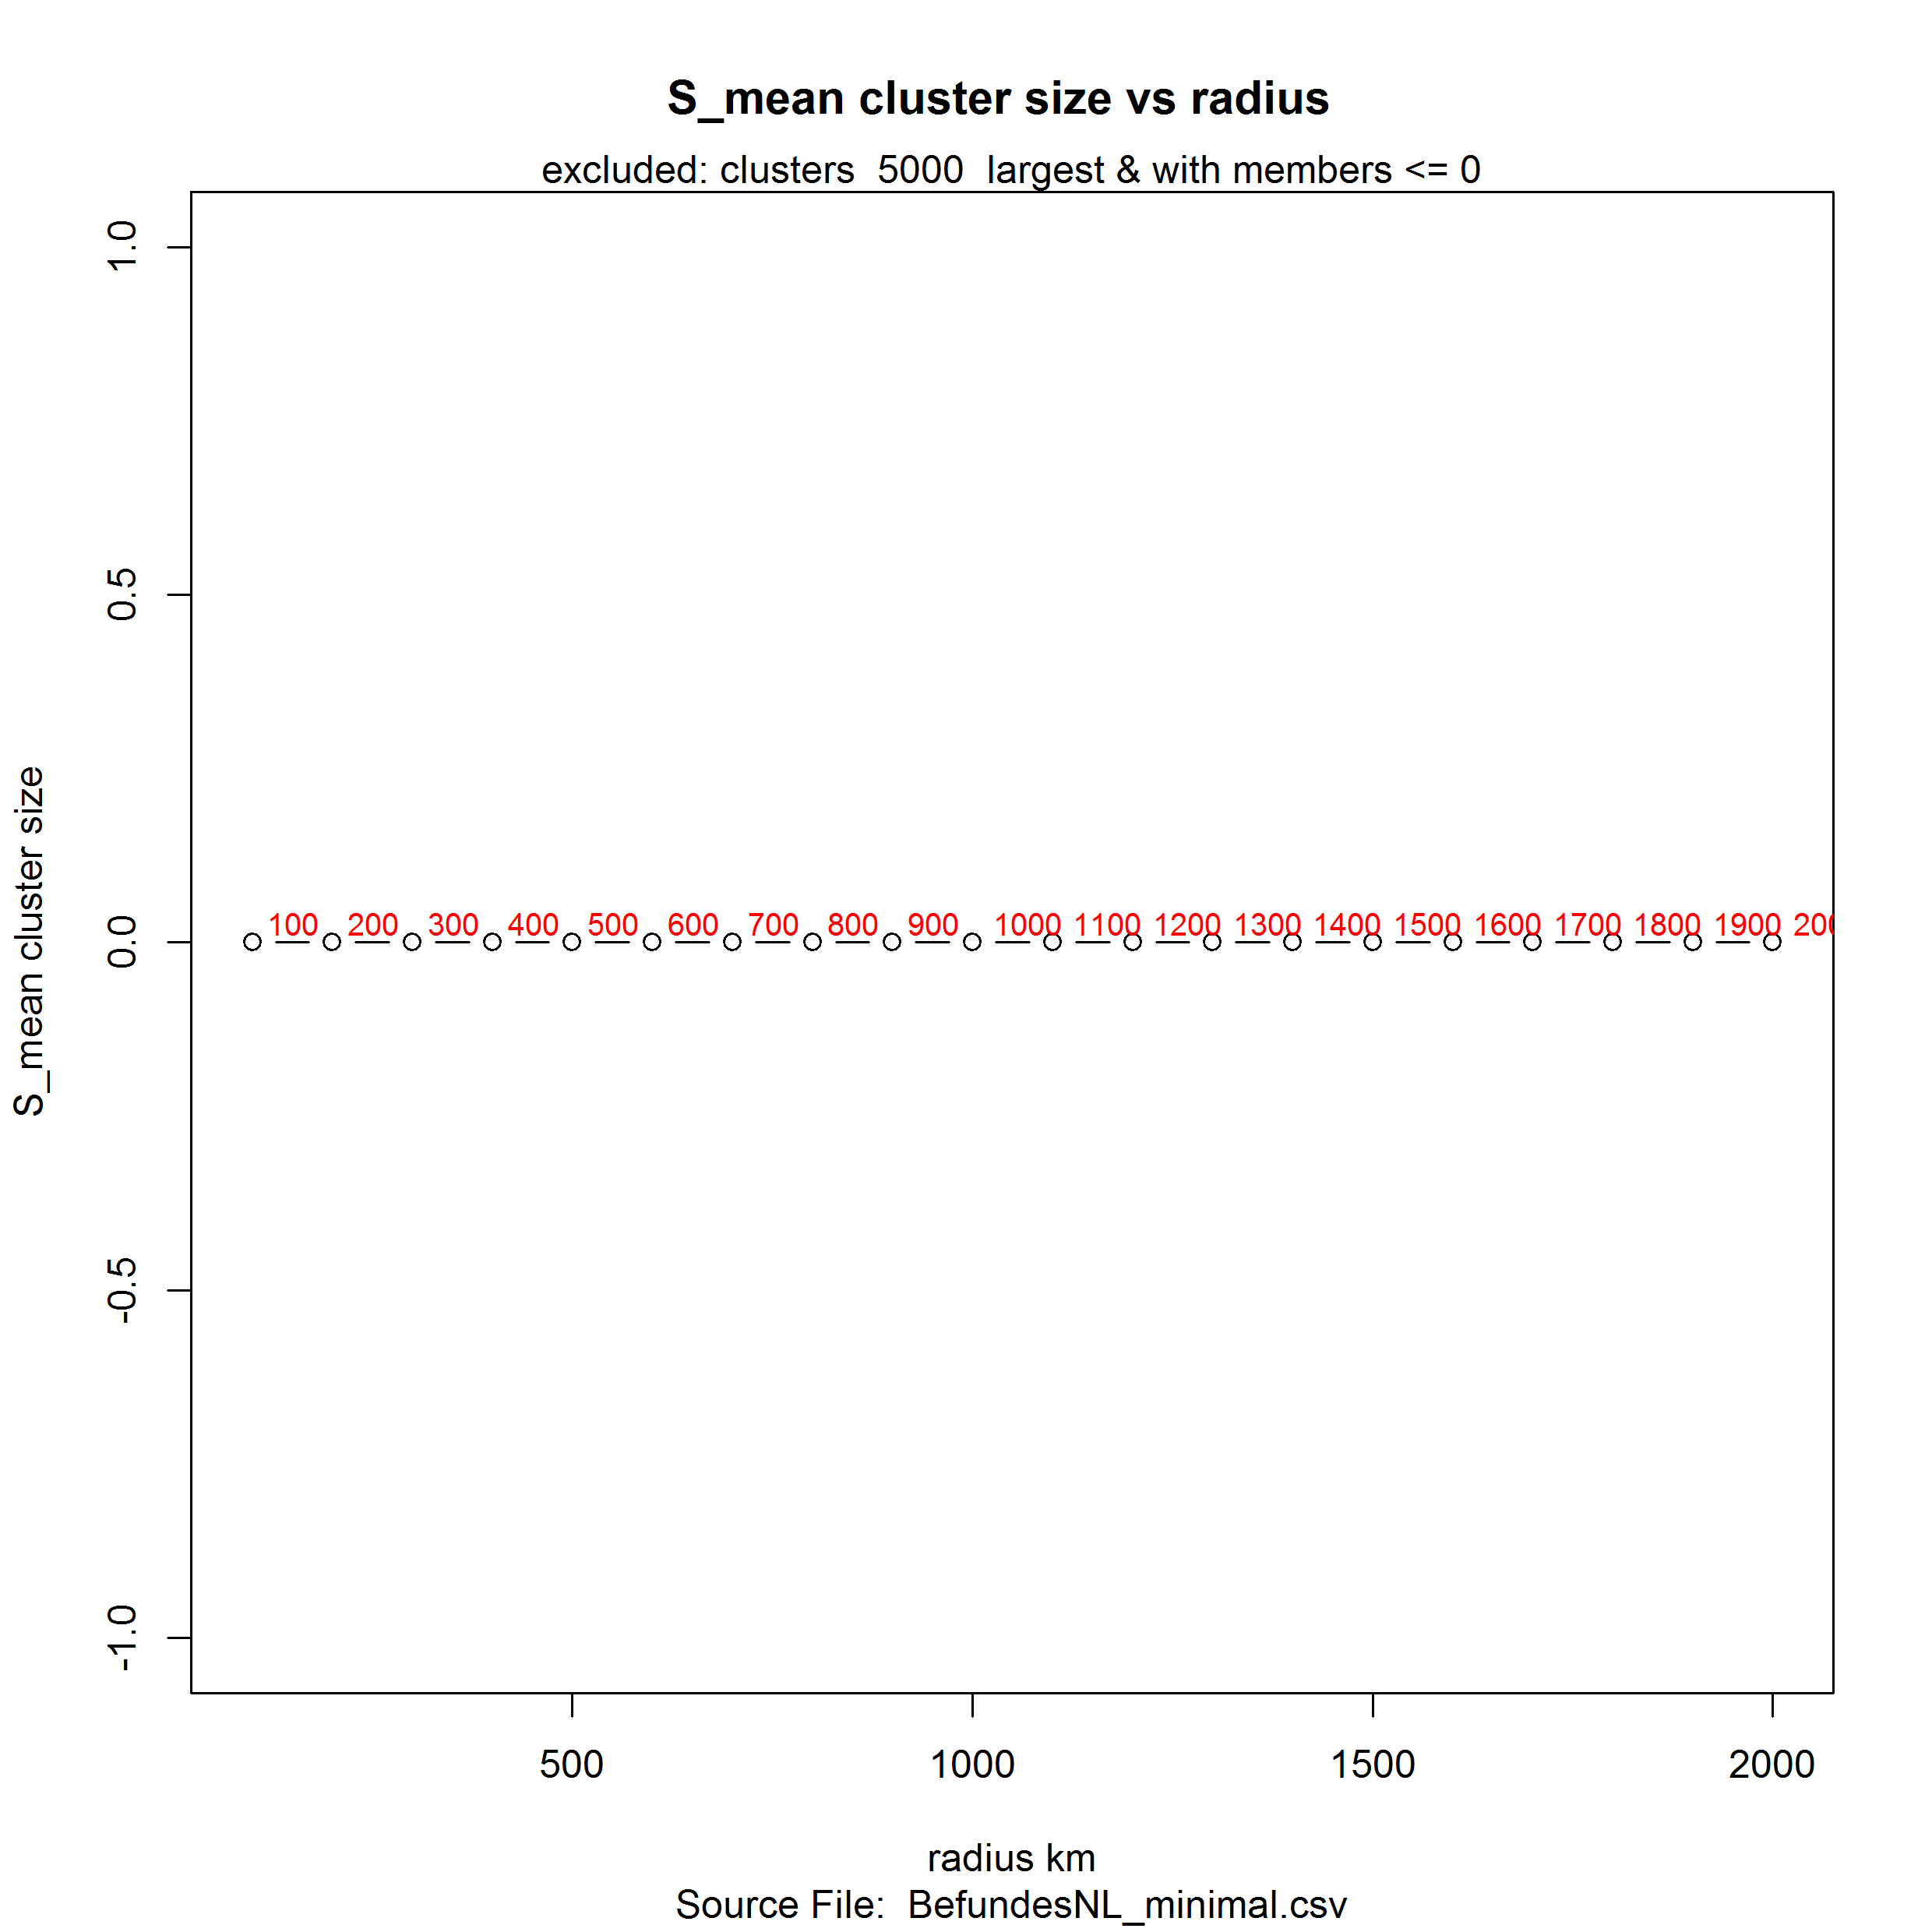 S_mean cluster size vs radius
excluded: clusters  5000  largest & with members <= 0
1.0
0.5
0.0
-0.5
-1.0
S_mean cluster size
100 200 300 400 500 600 700 800 900 1000 1100 1200 1300 1400 1500 1600 1700 1800 1900 200
500 1000 1500 2000
radius km
Source File:  BefundesNL_minimal.csv